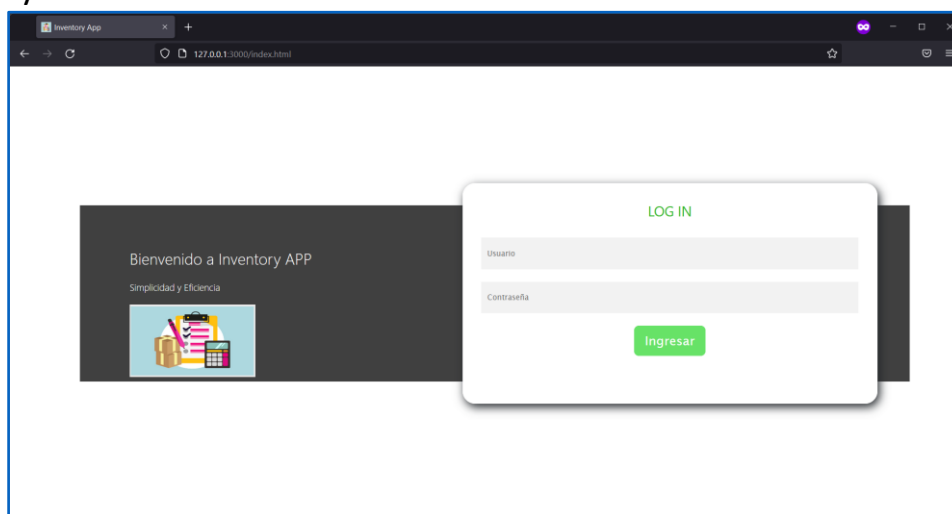 Inventory App
127.0.0.1:3000/index.html
Bienvenido a Inventory APP
Simplicidad y Eficiencia
LOG IN
Usuario
Contraseña
Ingresar